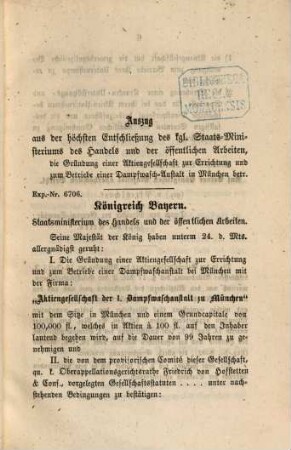 3
BIBLIOTHECA
REGIA
MONACENSIS
Auszug
aus der höchsten Entschließung des kgl. Staats-Mini-
steriums des Handels und der öffentlichen Arbeiten,
die Gründung einer Aktiengesellschaft zur Errichtung und
zum Betriebe einer Dampfwasch-Anstalt in München betr.
Exp.-Nr. 6706.
Königreich Bayern.
Staatsministerium des Handels und der öffentlichen Arbeiten.
Seine Majestät der König haben unterm 24. d. Mts.
allergnädigst geruht:
I. Die Gründung einer Aktiengesellschaft zur Errichtung
und zum Betriebe einer Dampfwaschanstalt bei München mit
der Firma:
„Aktiengesellschaft der I. Dampfwaschanstalt zu München“
mit dem Sitz in München und einem Grundcapitale von
100,000 fl., welches in Aktien à 100 fl. auf den Inhaber
lautend begeben wird, auf die Dauer von 99 Jahren zu ge-
nehmigen und
II. die von dem provisorischen Comité dieser Gesellschaft,
qu. k. Oberappellationsgerichtsrathe Friedrich von Hofstetten
& Cons., vorgelegten Gesellschaftsstatuten . . . . unter nach-
stehenden Bedingungen zu bestätigen: